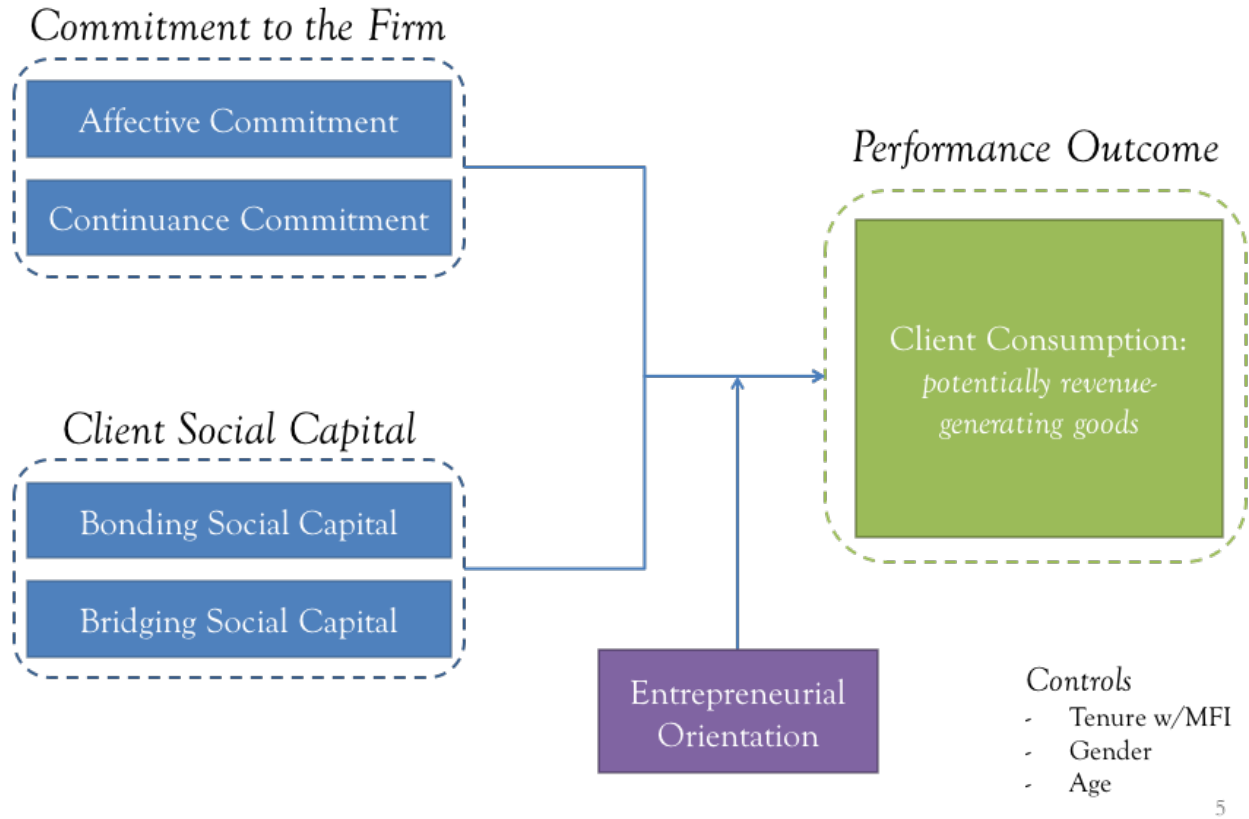 Commitment to the Firm
Affective Commitment
Continuance Commitment
Client Social Capital
Bonding Social Capital
Bridging Social Capital
Entrepreneurial
Orientation
Performance Outcome
Client Consumption:
potentially revenue-
generating goods
Controls
- Tenure w/MFI
- Gender
- Age
5